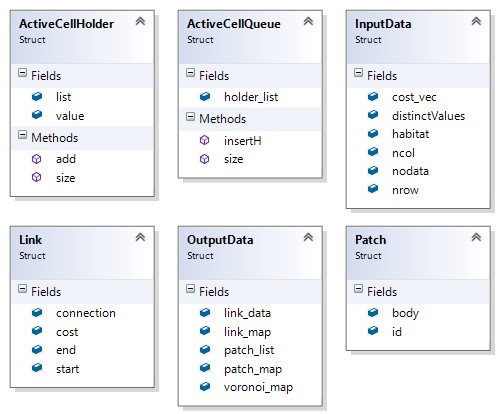 ActiveCellHolder
Struct
Fields
list
value
Methods
add
size
ActiveCellQueue
Struct
Fields
holder_list
Methods
insertH
size
InputData
Struct
Fields
cost_vec
distinctValues
habitat
ncol
nodata
nrow
Link
Struct
Fields
connection
cost
end
start
OutputData
Struct
Fields
link_data
link_map
patch_list
patch_map
voronoi_map
Patch
Struct
Fields
body
id